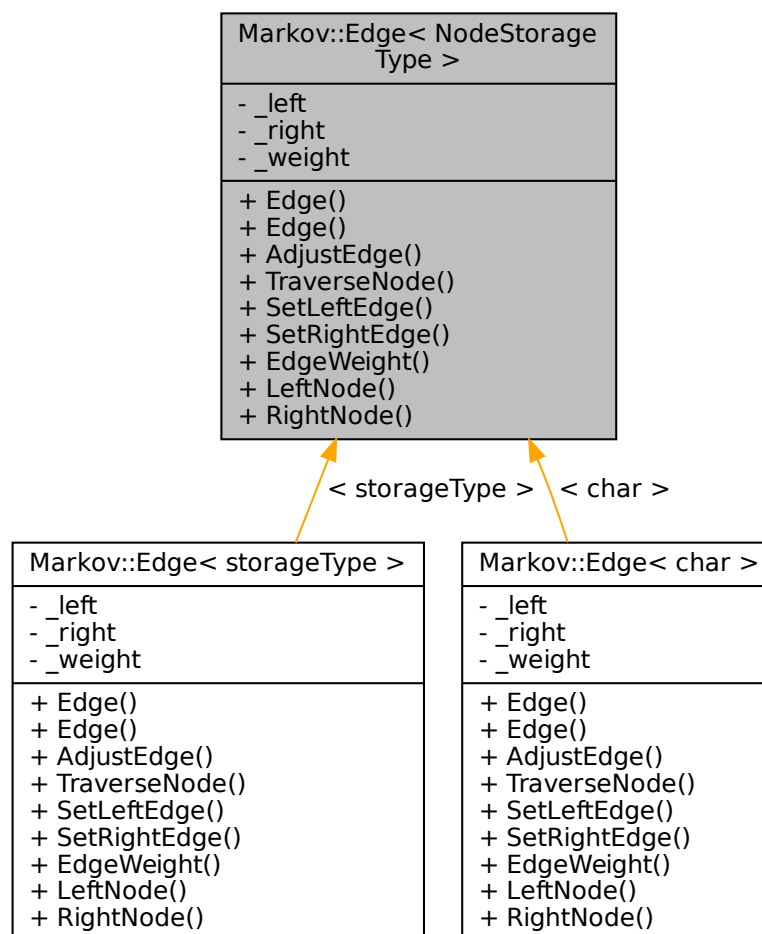 Markov::Edge< NodeStorage
Type >
- _left
- _right
- _weight
+ Edge()
+ Edge()
+ AdjustEdge()
+ TraverseNode()
+ SetLeftEdge()
+ SetRightEdge()
+ EdgeWeight()
+ LeftNode()
+ RightNode()
< storageType >
< char >
Markov::Edge< storageType >
- _left
- _right
- _weight
+ Edge()
+ Edge()
+ AdjustEdge()
+ TraverseNode()
+ SetLeftEdge()
+ SetRightEdge()
+ EdgeWeight()
+ LeftNode()
+ RightNode()
Markov::Edge< char >
- _left
- _right
- _weight
+ Edge()
+ Edge()
+ AdjustEdge()
+ TraverseNode()
+ SetLeftEdge()
+ SetRightEdge()
+ EdgeWeight()
+ LeftNode()
+ RightNode()